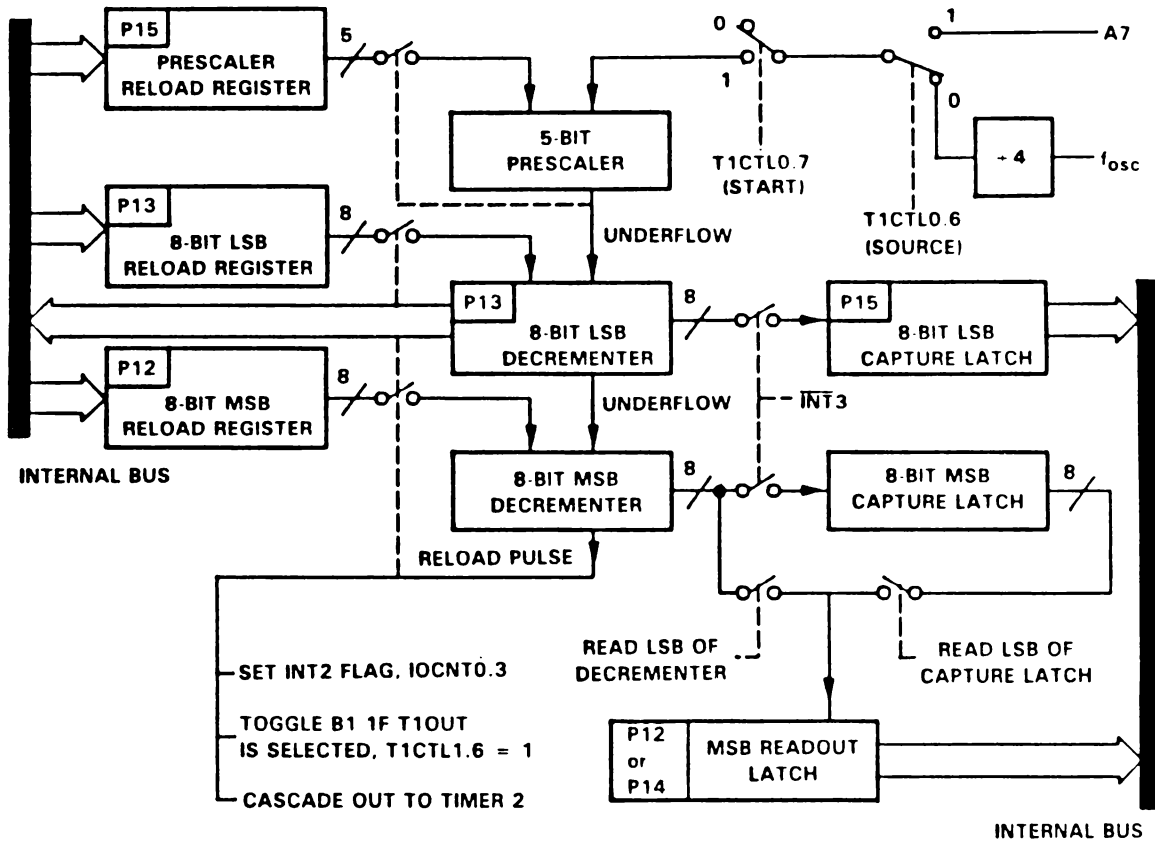 P15
PRESCALER
RELOAD REGISTER
5
0
1
1
A7
0
5-BIT
PRESCALER
T1CTL0.7
(START)
÷ 4
fosc
T1CTL0.6
(SOURCE)
P13
8-BIT LSB
RELOAD REGISTER
8
UNDERFLOW
P13
8-BIT LSB
DECREMENTER
8
P15
8-BIT LSB
CAPTURE LATCH
P12
8-BIT MSB
RELOAD REGISTER
8
UNDERFLOW
INT3
INTERNAL BUS
8-BIT MSB
DECREMENTER
8
8-BIT MSB
CAPTURE LATCH
8
RELOAD PULSE
READ LSB OF
DECREMENTER
READ LSB OF
CAPTURE LATCH
SET INT2 FLAG, IOCNT0.3
TOGGLE B1 1F T1OUT
IS SELECTED, T1CTL1.6 = 1
CASCADE OUT TO TIMER 2
P12
or
P14
MSB READOUT
LATCH
INTERNAL BUS